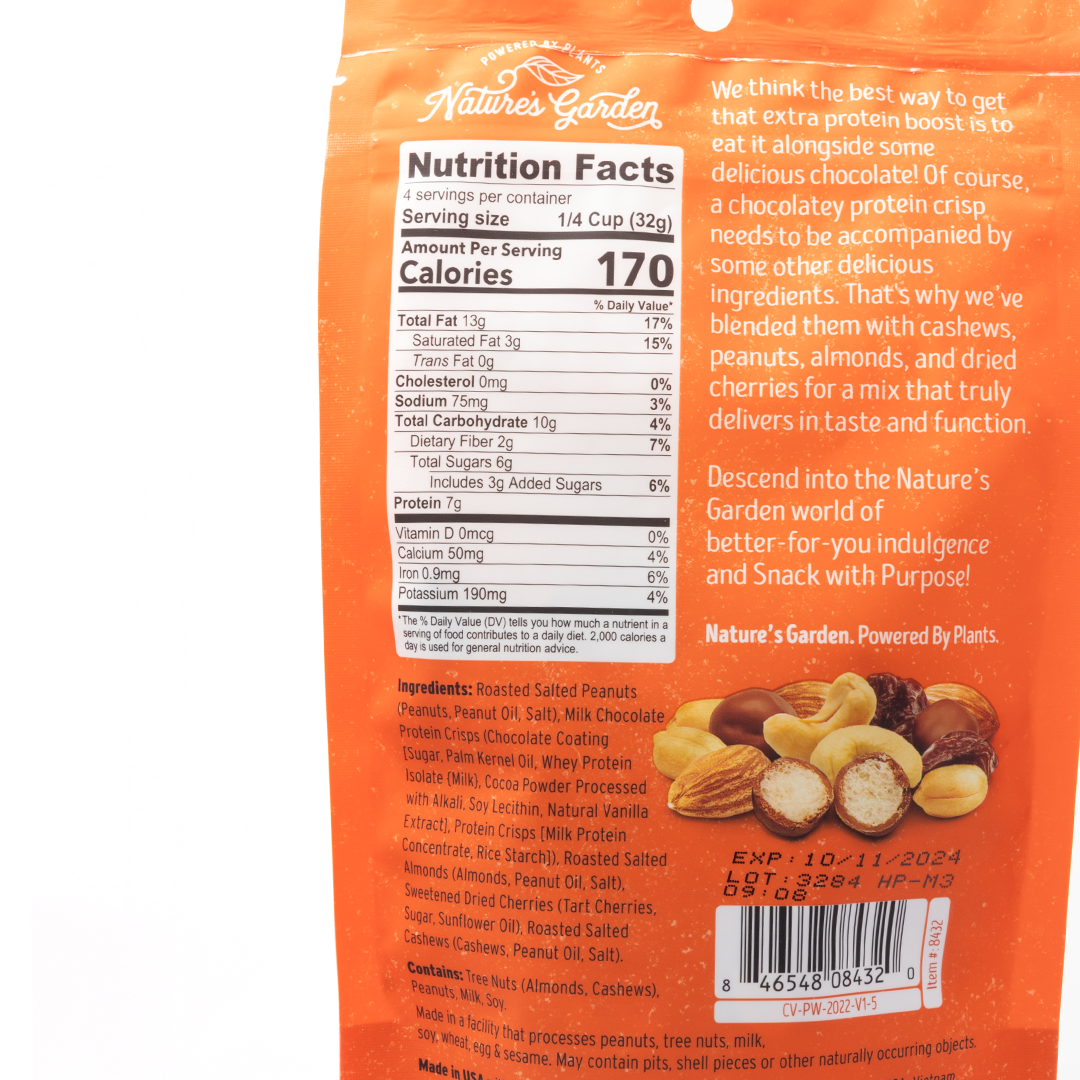 POWERED BY PLANTS
Nature's Garden
Nutrition Facts
4 servings per container
Serving size 1/4 Cup (32g)
Amount Per Serving
Calories 170
% Daily Value*
Total Fat 13g 17%
Saturated Fat 3g 15%
Trans Fat 0g
Cholesterol 0mg 0%
Sodium 75mg 3%
Total Carbohydrate 10g 4%
Dietary Fiber 2g 7%
Total Sugars 6g
Includes 3g Added Sugars 6%
Protein 7g
Vitamin D 0mcg 0%
Calcium 50mg 4%
Iron 0.9mg 6%
Potassium 190mg 4%
*The % Daily Value (DV) tells you how much a nutrient in a
serving of food contributes to a daily diet. 2,000 calories a
day is used for general nutrition advice.
Ingredients: Roasted Salted Peanuts
(Peanuts, Peanut Oil, Salt), Milk Chocolate
Protein Crisps (Chocolate Coating
[Sugar, Palm Kernel Oil, Whey Protein
Isolate {Milk}, Cocoa Powder Processed
with Alkali, Soy Lecithin, Natural Vanilla
Extract], Protein Crisps [Milk Protein
Concentrate, Rice Starch]), Roasted Salted
Almonds (Almonds, Peanut Oil, Salt),
Sweetened Dried Cherries (Tart Cherries,
Sugar, Sunflower Oil), Roasted Salted
Cashews (Cashews, Peanut Oil, Salt).
Contains: Tree Nuts (Almonds, Cashews),
Peanuts, Milk, Soy.
Made in a facility that processes peanuts, tree nuts, milk,
soy, wheat, egg & sesame. May contain pits, shell pieces or other naturally occurring objects.
Made in USA
Vietnam
We think the best way to get
that extra protein boost is to
eat it alongside some
delicious chocolate! Of course,
a chocolatey protein crisp
needs to be accompanied by
some other delicious
ingredients. That's why we've
blended them with cashews,
peanuts, almonds, and dried
cherries for a mix that truly
delivers in taste and function.
Descend into the Nature's
Garden world of
better-for-you indulgence
and Snack with Purpose!
Nature's Garden. Powered By Plants.
EXP: 10/11/2024
LOT: 3284 HP-M3
09:08
8 46548 08432 0
Item #: 8432
CV-PW-2022-V1-5